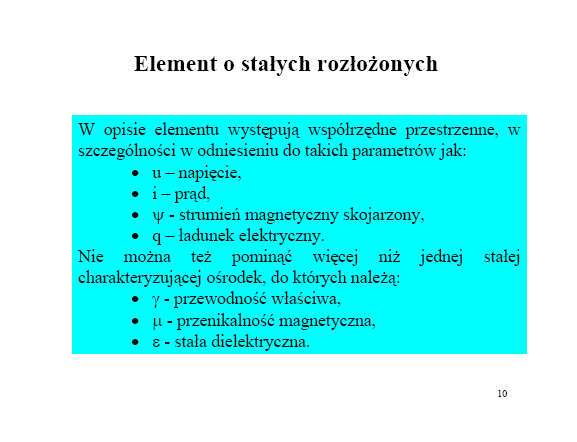 Element o stałych rozłożonych
W opisie elementu występują współrzędne przestrzenne, w
szczególności w odniesieniu do takich parametrów jak:
• u – napięcie,
• i – prąd,
• ψ - strumień magnetyczny skojarzony,
• q – ładunek elektryczny.
Nie można też pominąć więcej niż jednej stałej
charakteryzującej ośrodek, do których należą:
• γ - przewodność właściwa,
• μ - przenikalność magnetyczna,
• ε - stała dielektryczna.
10